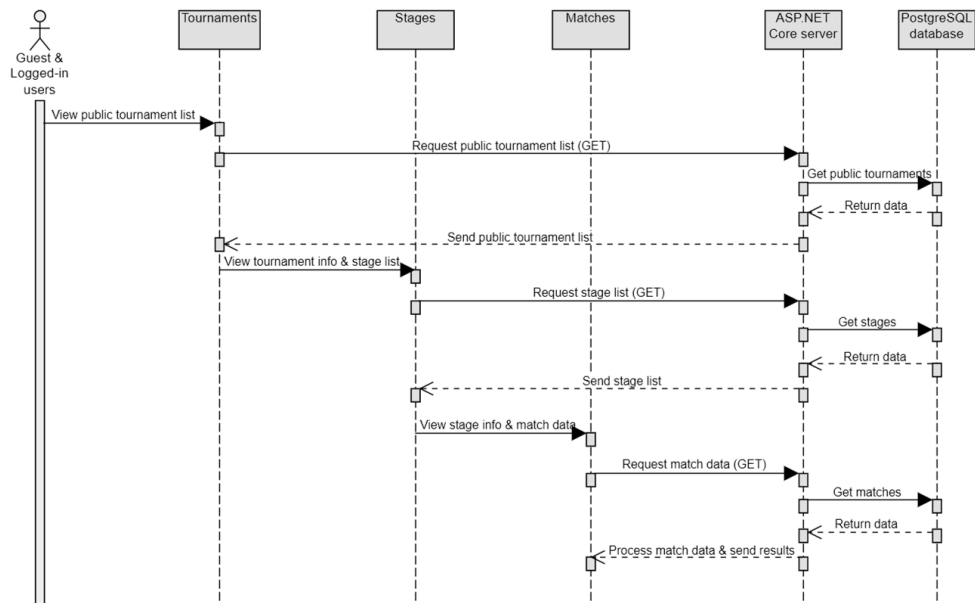 Tournaments
Stages
Matches
ASP.NET
Core server
PostgreSQL
database
Guest &
Logged-in
users
View public tournament list
Request public tournament list (GET)
Get public tournaments
Return data
Send public tournament list
View tournament info & stage list
Request stage list (GET)
Get stages
Return data
Send stage list
View stage info & match data
Request match data (GET)
Get matches
Return data
Process match data & send results